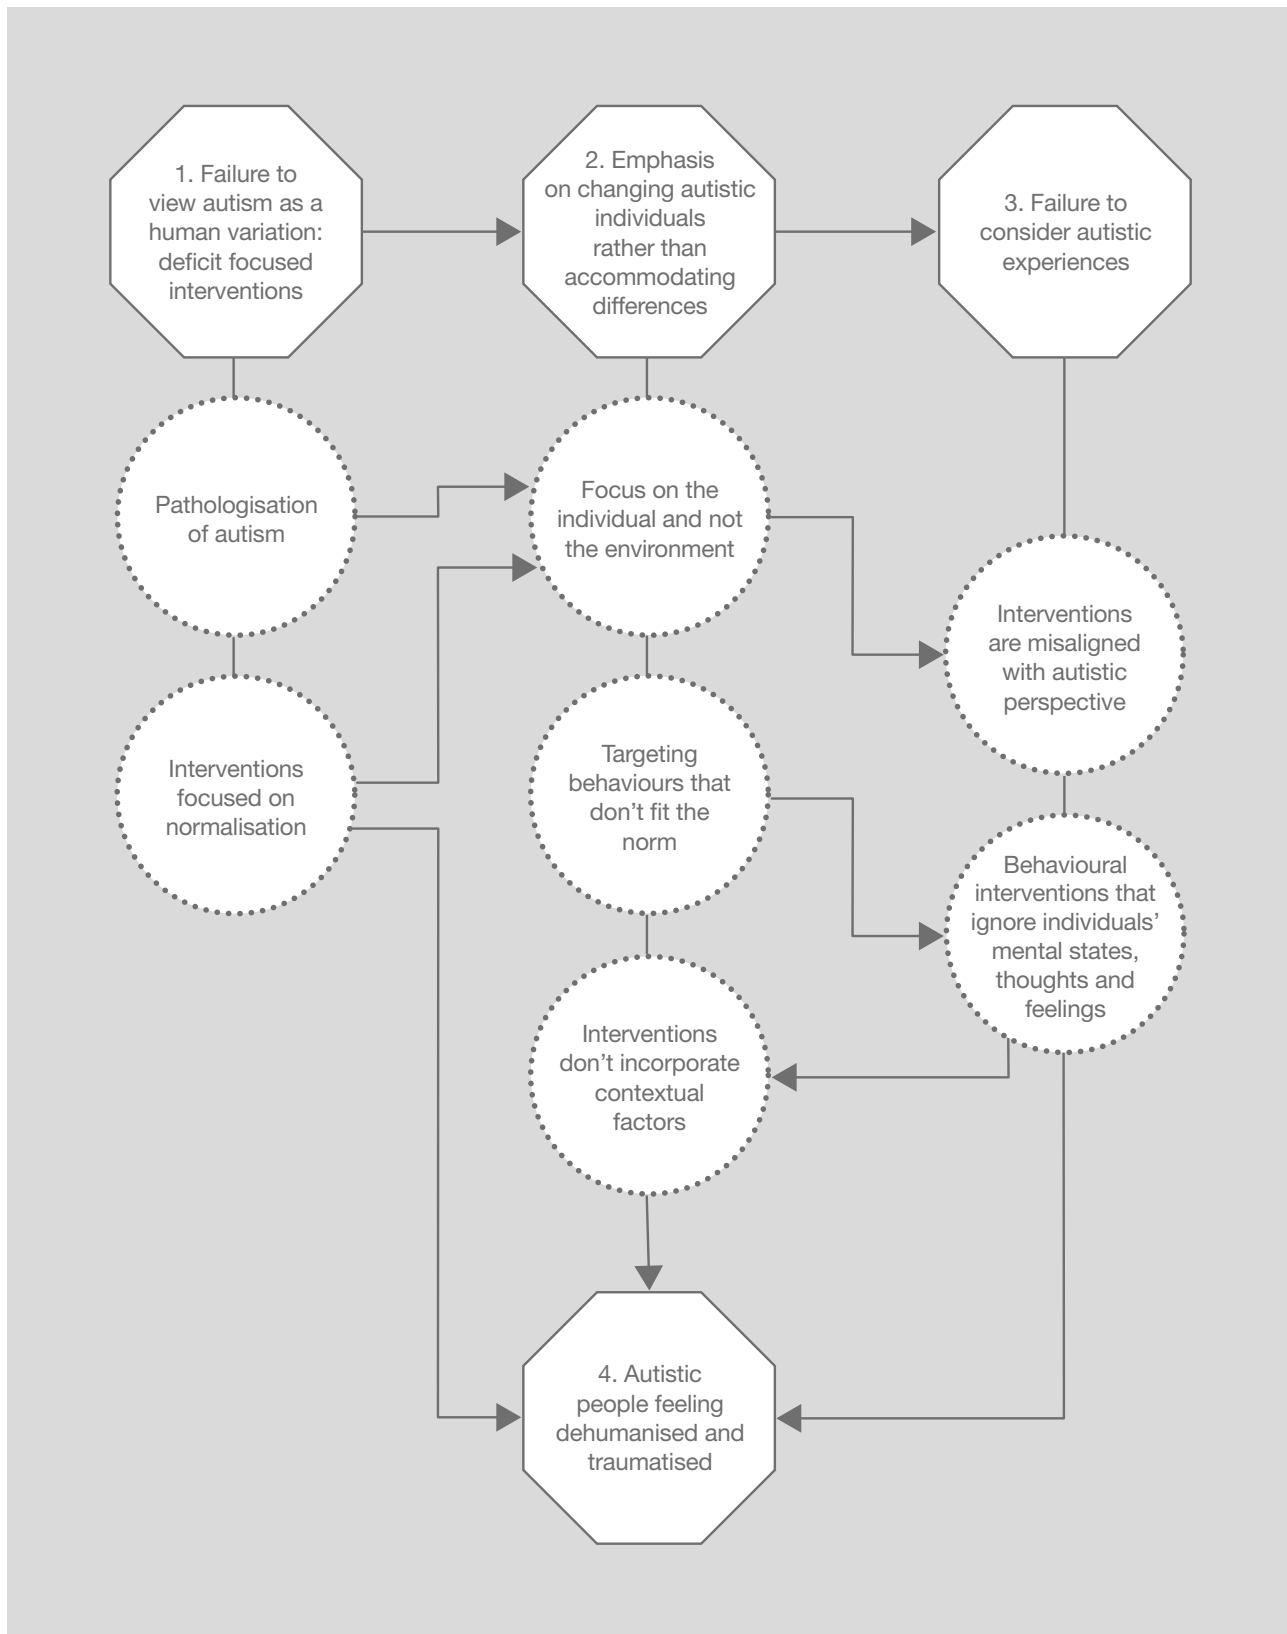 1. Failure to
view autism as a
human variation:
deficit focused
interventions
2. Emphasis
on changing autistic
individuals
rather than
accommodating
differences
3. Failure to
consider autistic
experiences
Pathologisation
of autism
Focus on the
individual and not
the environment
Interventions
are misaligned
with autistic
perspective
Interventions
focused on
normalisation
Targeting
behaviours that
don’t fit the
norm
Behavioural
interventions that
ignore individuals’
mental states,
thoughts and
feelings
Interventions
don’t incorporate
contextual
factors
4. Autistic
people feeling
dehumanised and
traumatised